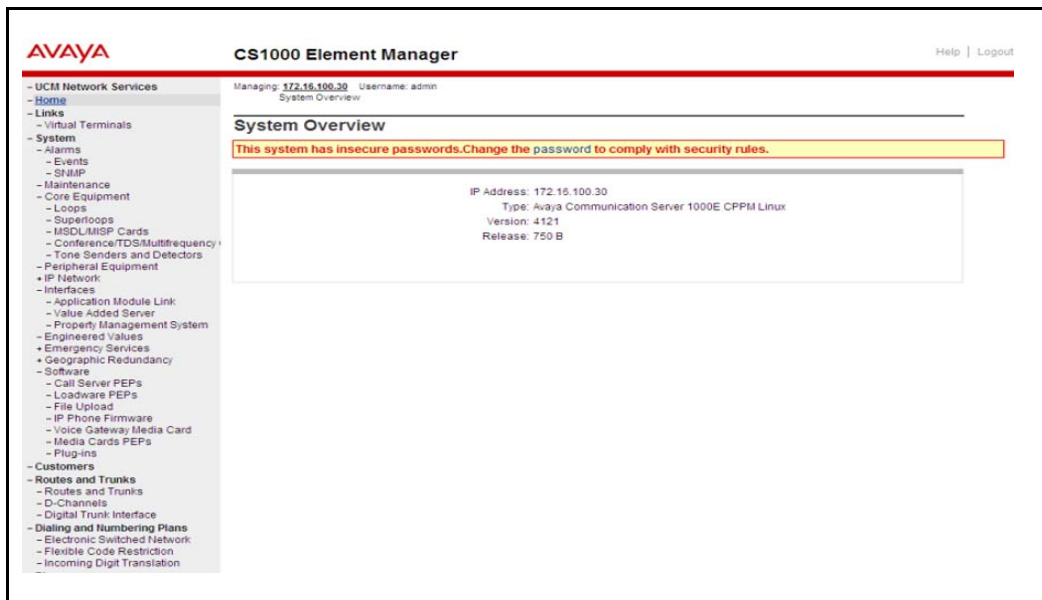 AVAYA
CS1000 Element Manager
Help | Logout
- UCM Network Services
- Home
- Links
- Virtual Terminals
- System
- Alarms
- Events
- SNMP
- Maintenance
- Core Equipment
- Loops
- Superloops
- MSDL/MISP Cards
- Conference/TDS/Multifrequency
- Tone Senders and Detectors
- Peripheral Equipment
+ IP Network
- Interfaces
- Application Module Link
- Value Added Server
- Property Management System
- Engineered Values
+ Emergency Services
+ Geographic Redundancy
- Software
- Call Server PEPs
- Loadware PEPs
- File Upload
- IP Phone Firmware
- Voice Gateway Media Card
- Media Cards PEPs
- Plug-ins
- Customers
- Routes and Trunks
- Routes and Trunks
- D-Channels
- Digital Trunk Interface
- Dialing and Numbering Plans
- Electronic Switched Network
- Flexible Code Restriction
- Incoming Digit Translation
Managing: 172.16.100.30 Username: admin
System Overview
System Overview
This system has insecure passwords.Change the password to comply with security rules.
IP Address: 172.16.100.30
Type: Avaya Communication Server 1000E CPPM Linux
Version: 4121
Release: 750 B